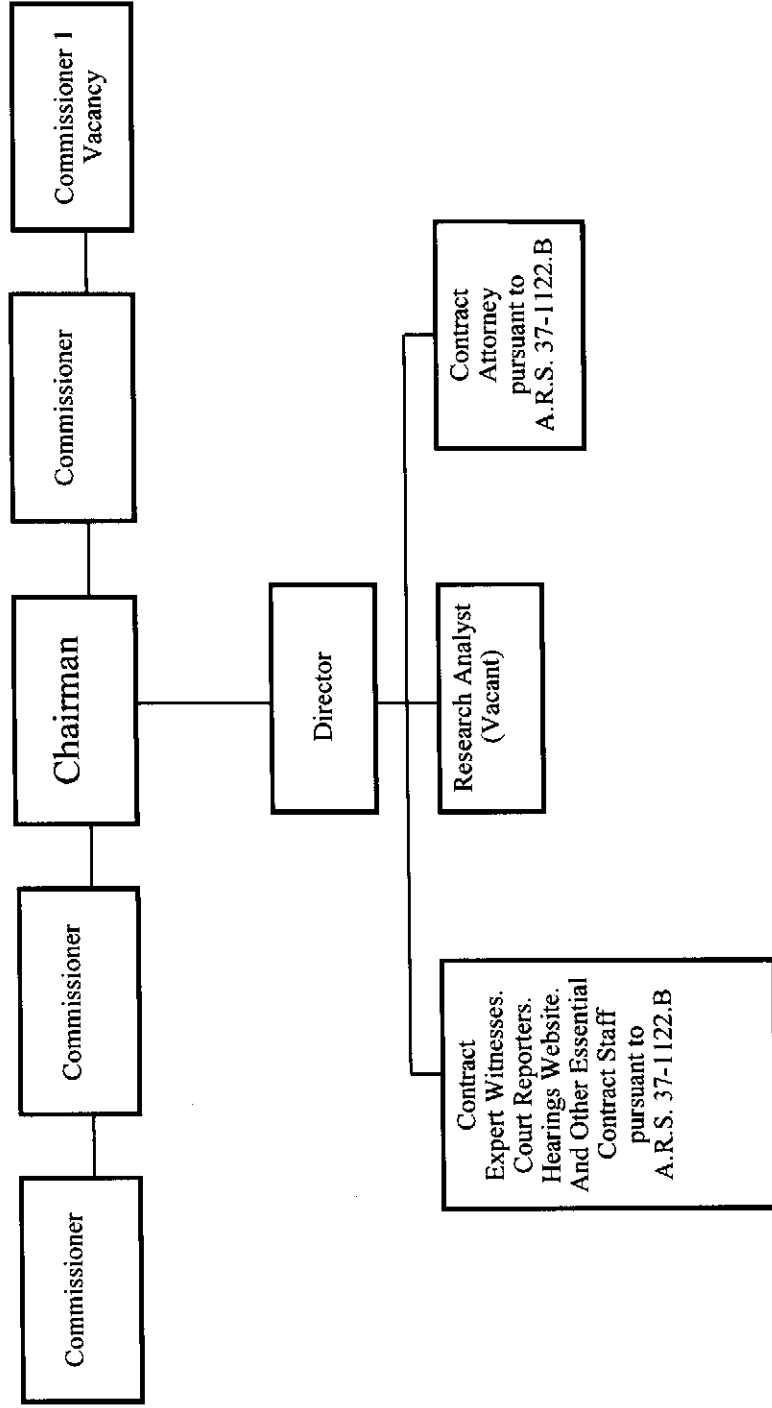 Commissioner
Commissioner
Chairman
Commissioner
Commissioner 1
Vacancy
Director
Contract
Expert Witnesses.
Court Reporters.
Hearings Website.
And Other Essential
Contract Staff
pursuant to
A.R.S. 37-1122.B
Research Analyst
(Vacant)
Contract
Attorney
pursuant to
A.R.S. 37-1122.B